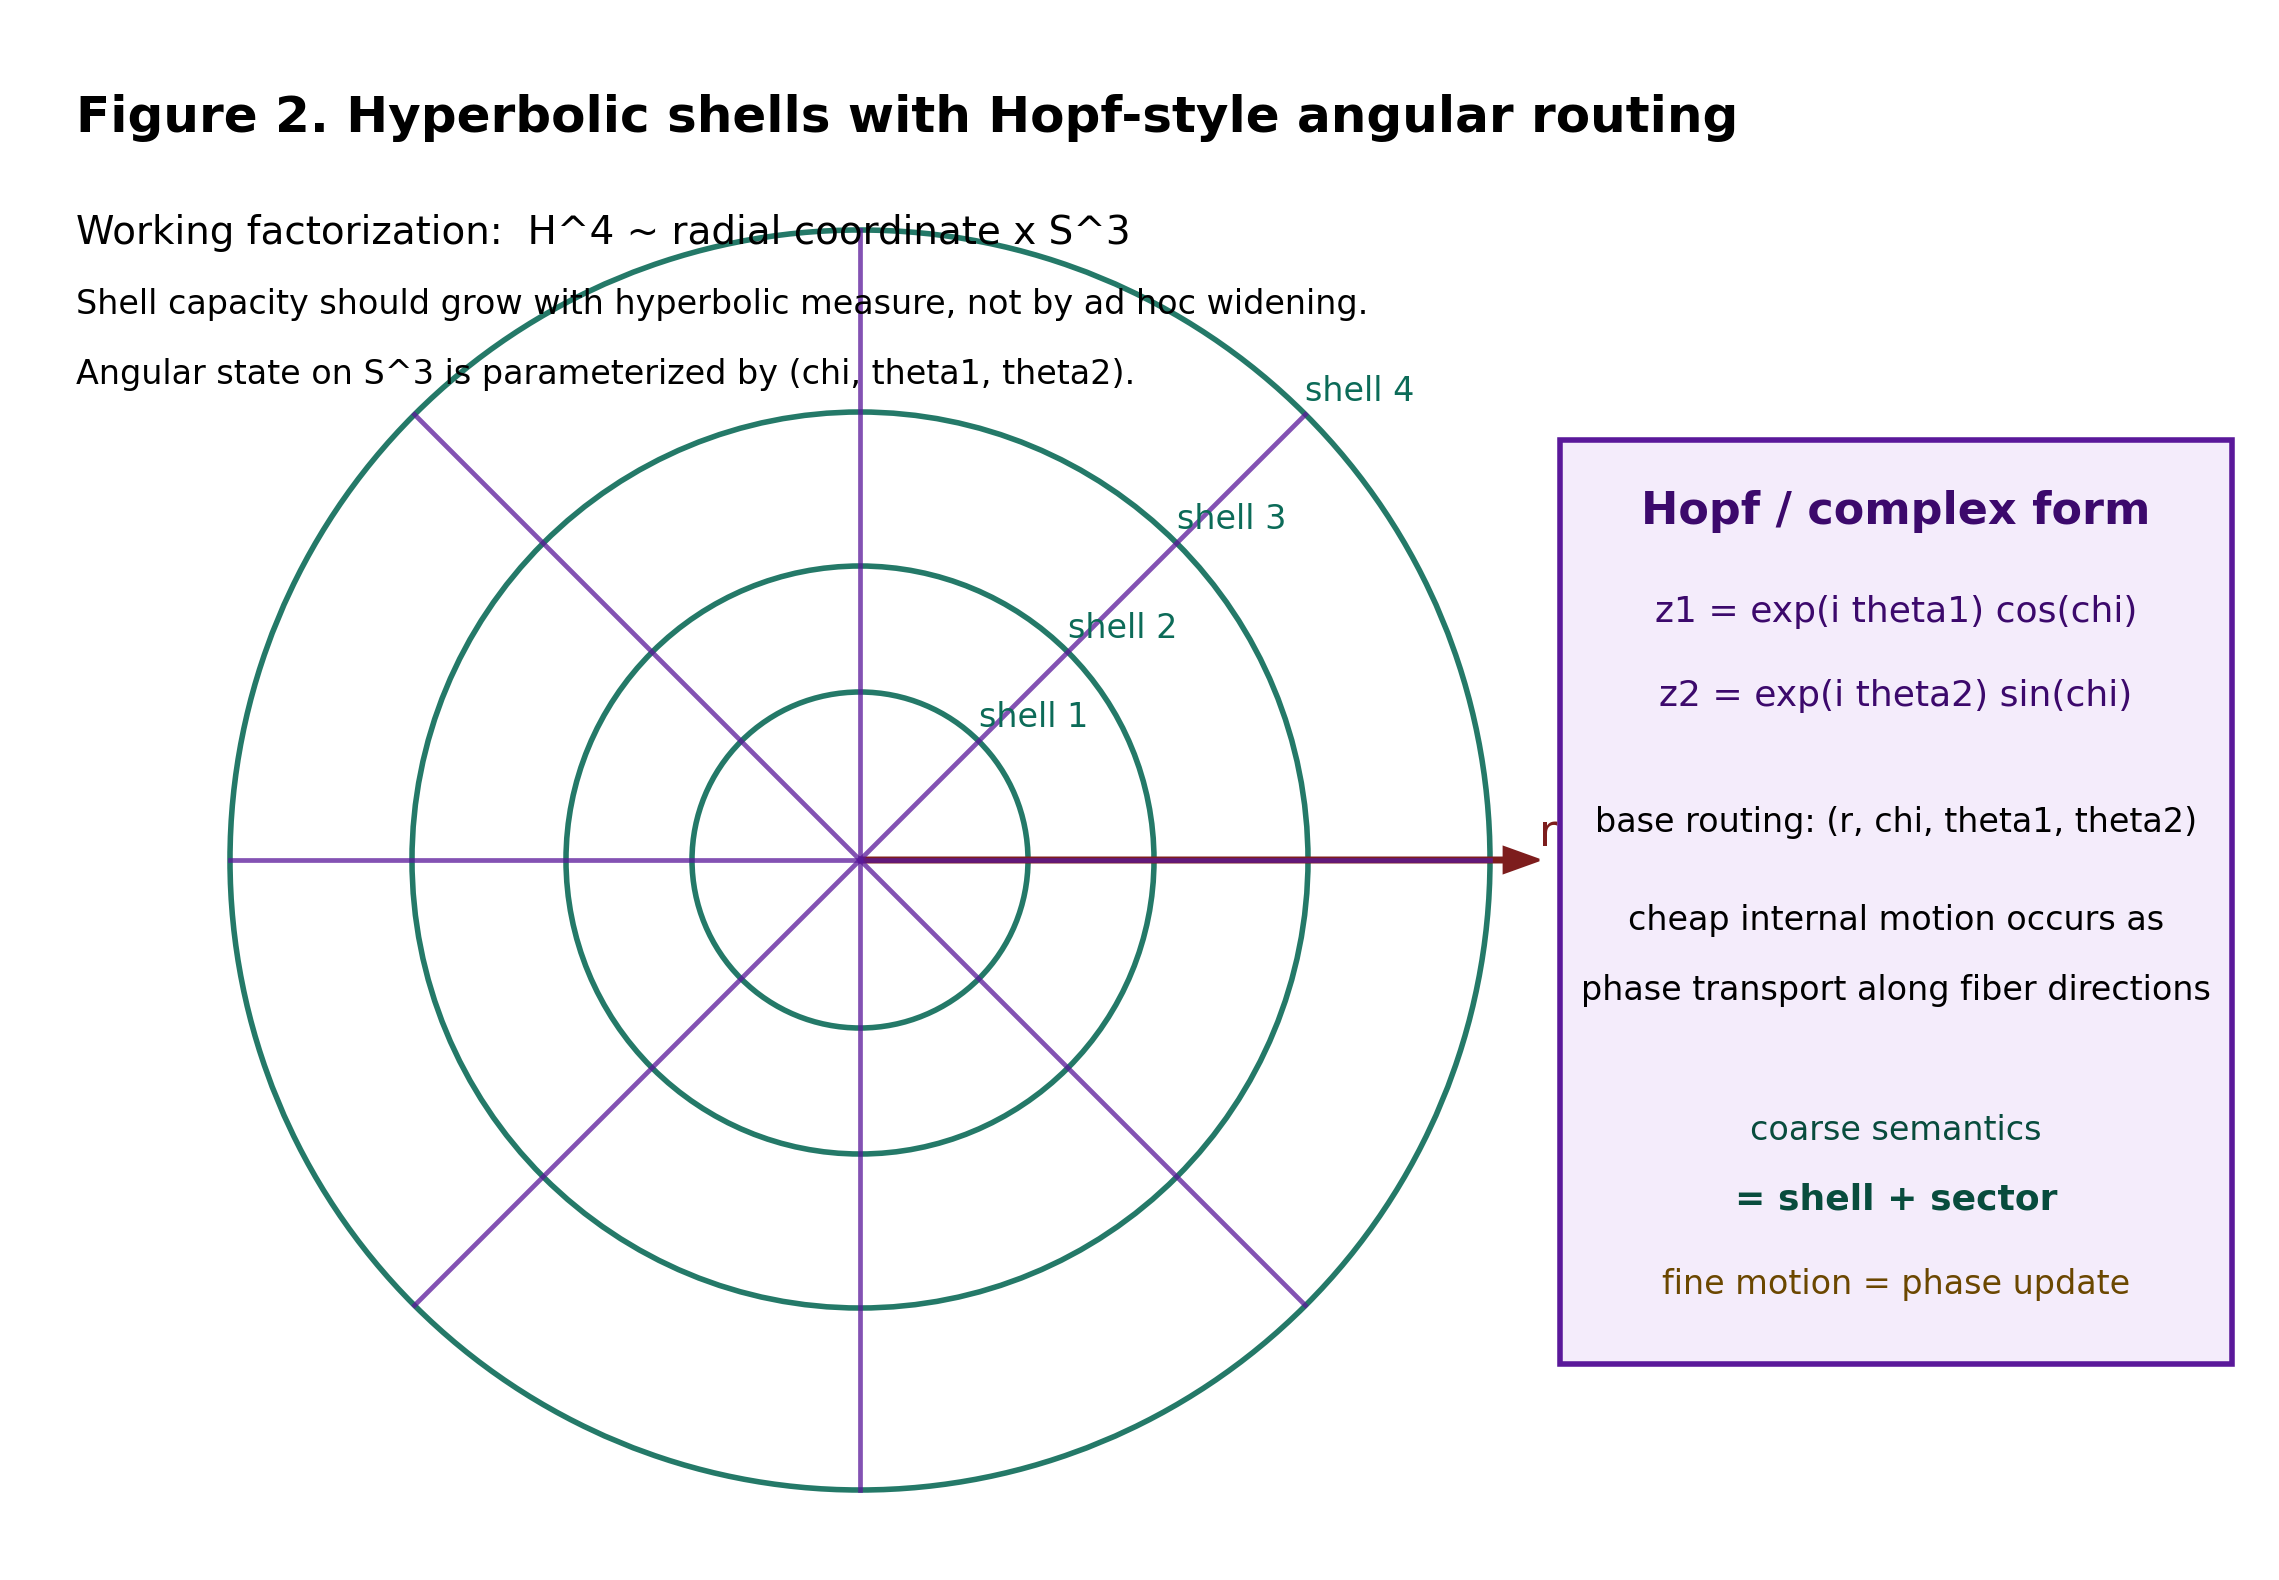 Figure 2. Hyperbolic shells with Hopf-style angular routing
Working factorization:  H^4 ~ radial coordinate x S^3
Shell capacity should grow with hyperbolic measure, not by ad hoc widening.
Angular state on S^3 is parameterized by (chi, theta1, theta2).
shell 4
shell 3
shell 2
shell 1
r
Hopf / complex form
z1 = exp(i theta1) cos(chi)
z2 = exp(i theta2) sin(chi)
base routing: (r, chi, theta1, theta2)
cheap internal motion occurs as
phase transport along fiber directions
coarse semantics
= shell + sector
fine motion = phase update